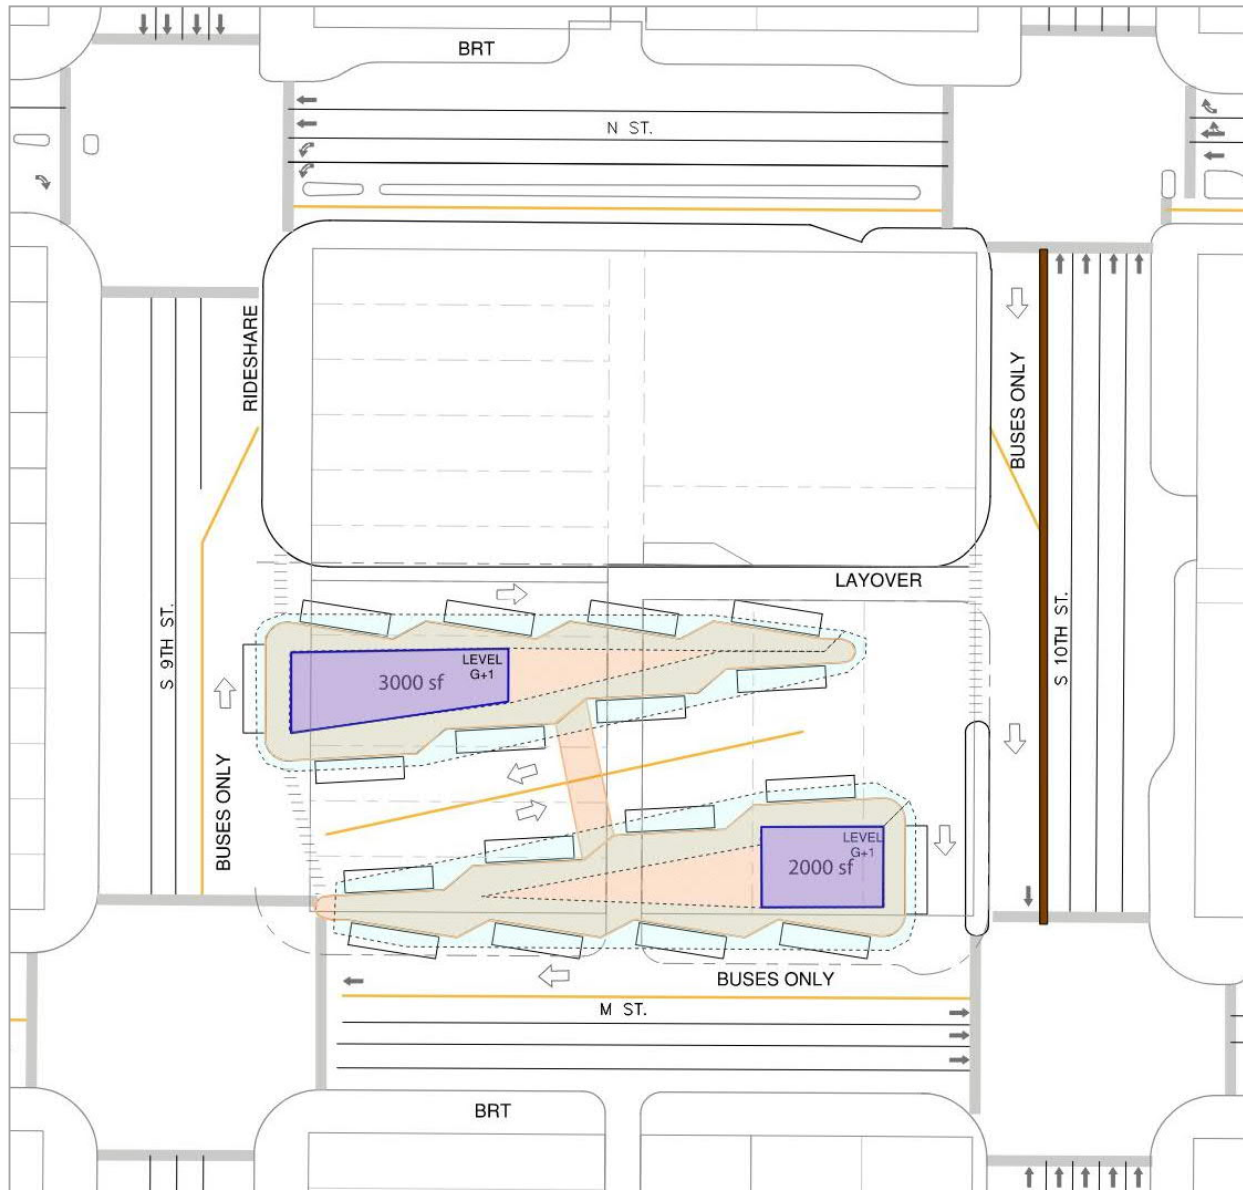 BRT
N ST.
RIDESHARE
BUSES ONLY
LAYOVER
S 9TH ST.
S 10TH ST.
LEVEL
G+1
3000 sf
BUSES ONLY
LEVEL
G+1
2000 sf
BUSES ONLY
M ST.
BRT